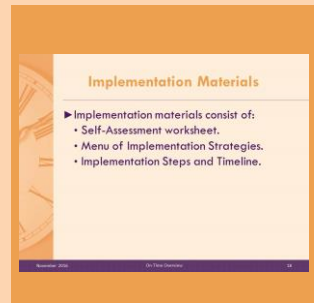 Implementation Materials
►Implementation materials consist of:
• Self-Assessment worksheet.
• Menu of Implementation Strategies.
• Implementation Steps and Timeline.
On-Time Overview